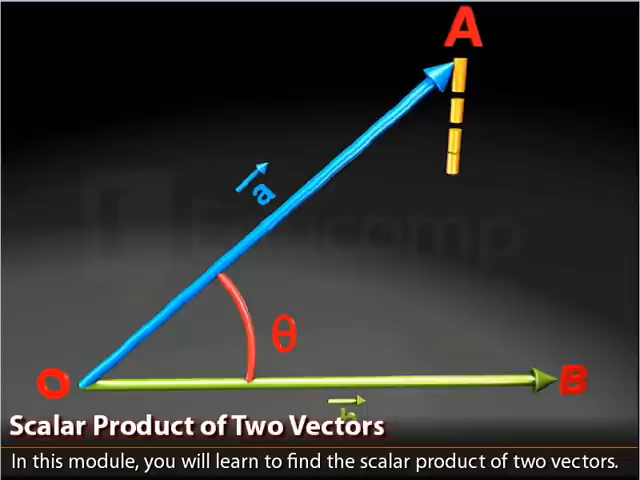 A
a
Educomp
θ
O
B
b
Scalar Product of Two Vectors
In this module, you will learn to find the scalar product of two vectors.